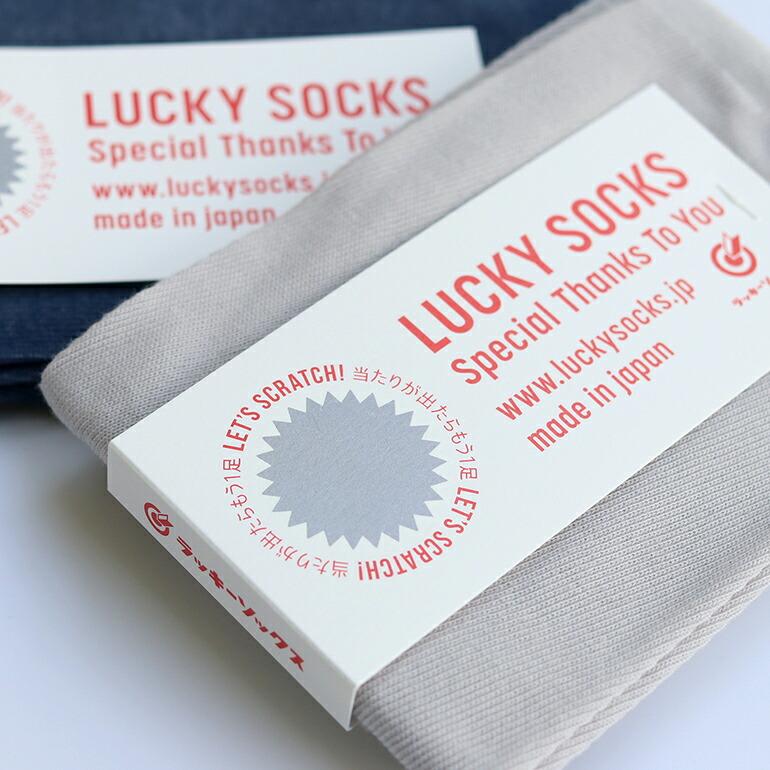 LUCKY SOCKS
Special Thanks To
www.luckysocks.j
made in japan
LUCKY SOCKS
Special Thanks To You
www.luckysocks.jp
made in japan
LET'S SCRATCH! 当たりが出たらもう1足 LET'S SCRATCH! 当たりが出たらもう1足
ラッキーソックス